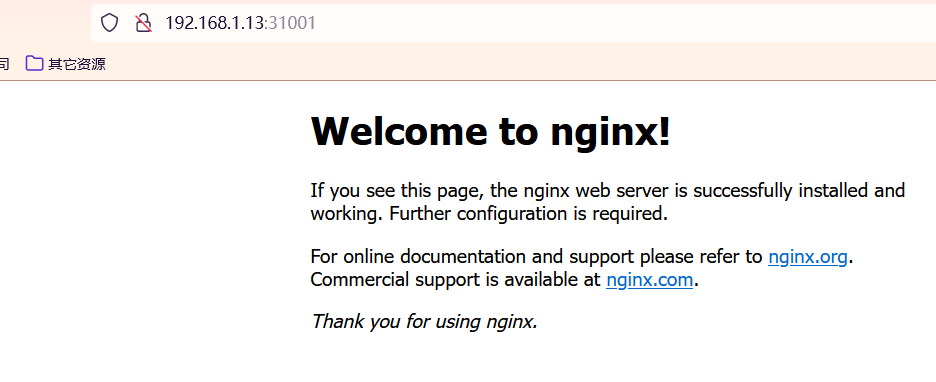 192.168.1.13:31001
司 其它资源
Welcome to nginx!
If you see this page, the nginx web server is successfully installed and
working. Further configuration is required.
For online documentation and support please refer to nginx.org.
Commercial support is available at nginx.com.
Thank you for using nginx.